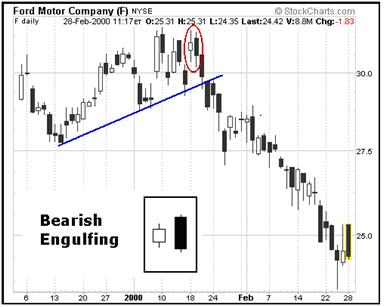 Ford Motor Company (F) NYSE © StockCharts.com
28-Feb-2000 11:17ET O:25.31 H:25.31 L:24.35 Last:24.42 V:8.8M Chg:-1.83
F daily
30.0
27.5
Bearish
Engulfing
25.0
6 13 20 27 2000 10 18 24 Feb 7 14 22 28